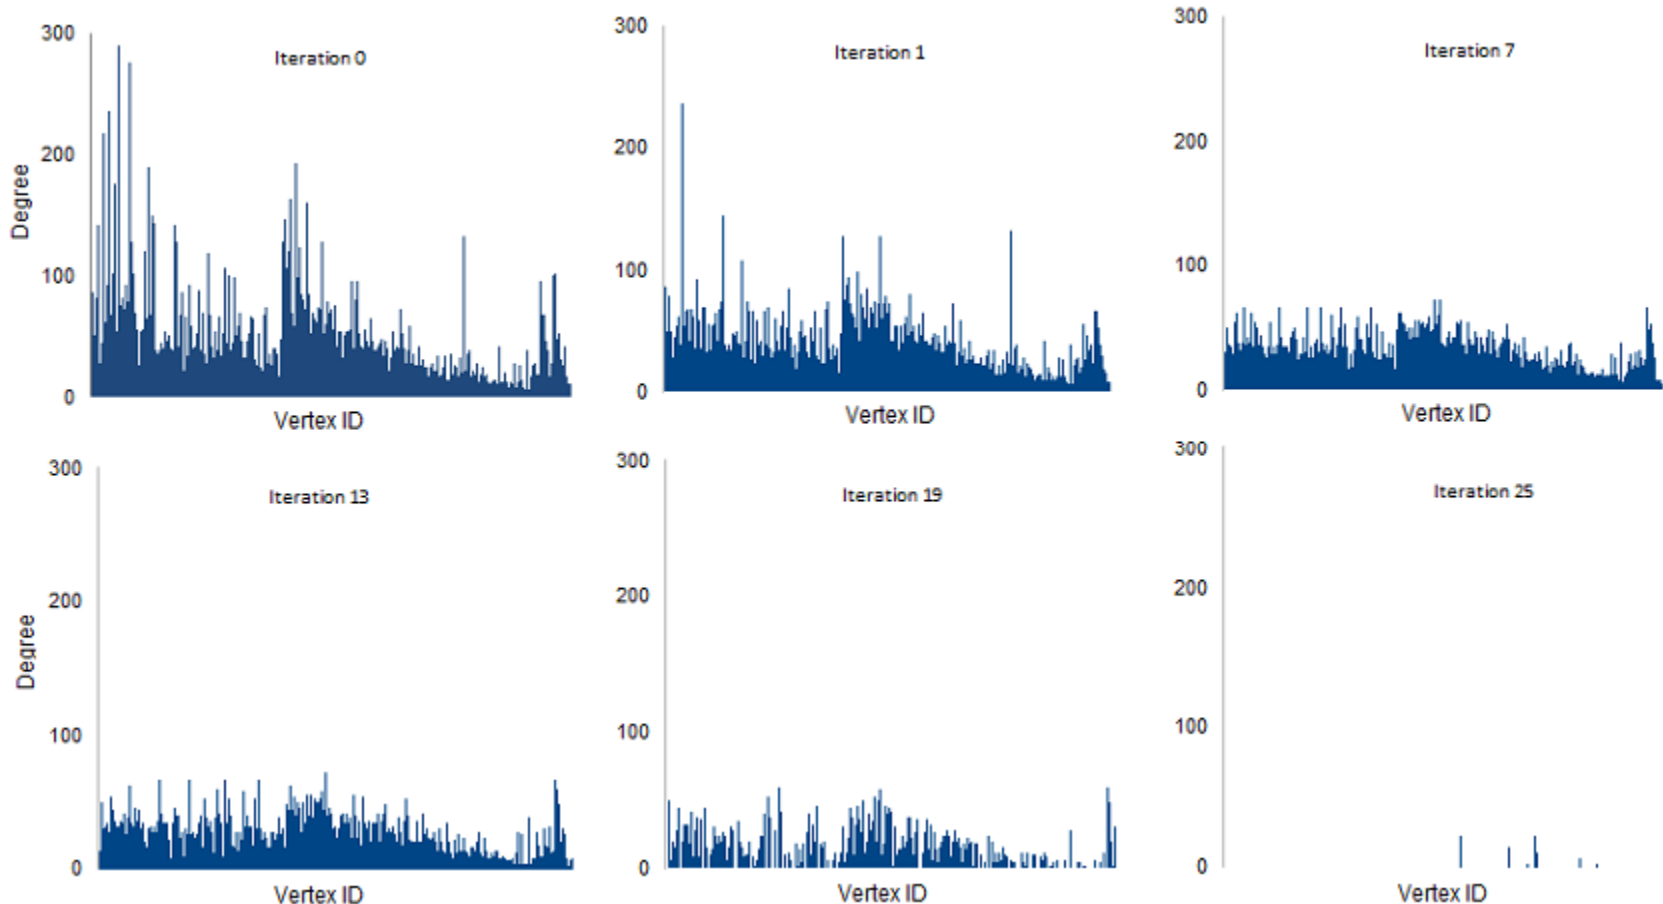 Iteration 0
300
200
100
0
Degree
Vertex ID
Iteration 1
300
200
100
0
Vertex ID
Iteration 7
300
200
100
0
Vertex ID
Iteration 13
300
200
100
0
Degree
Vertex ID
Iteration 19
300
200
100
0
Vertex ID
Iteration 25
300
200
100
0
Vertex ID